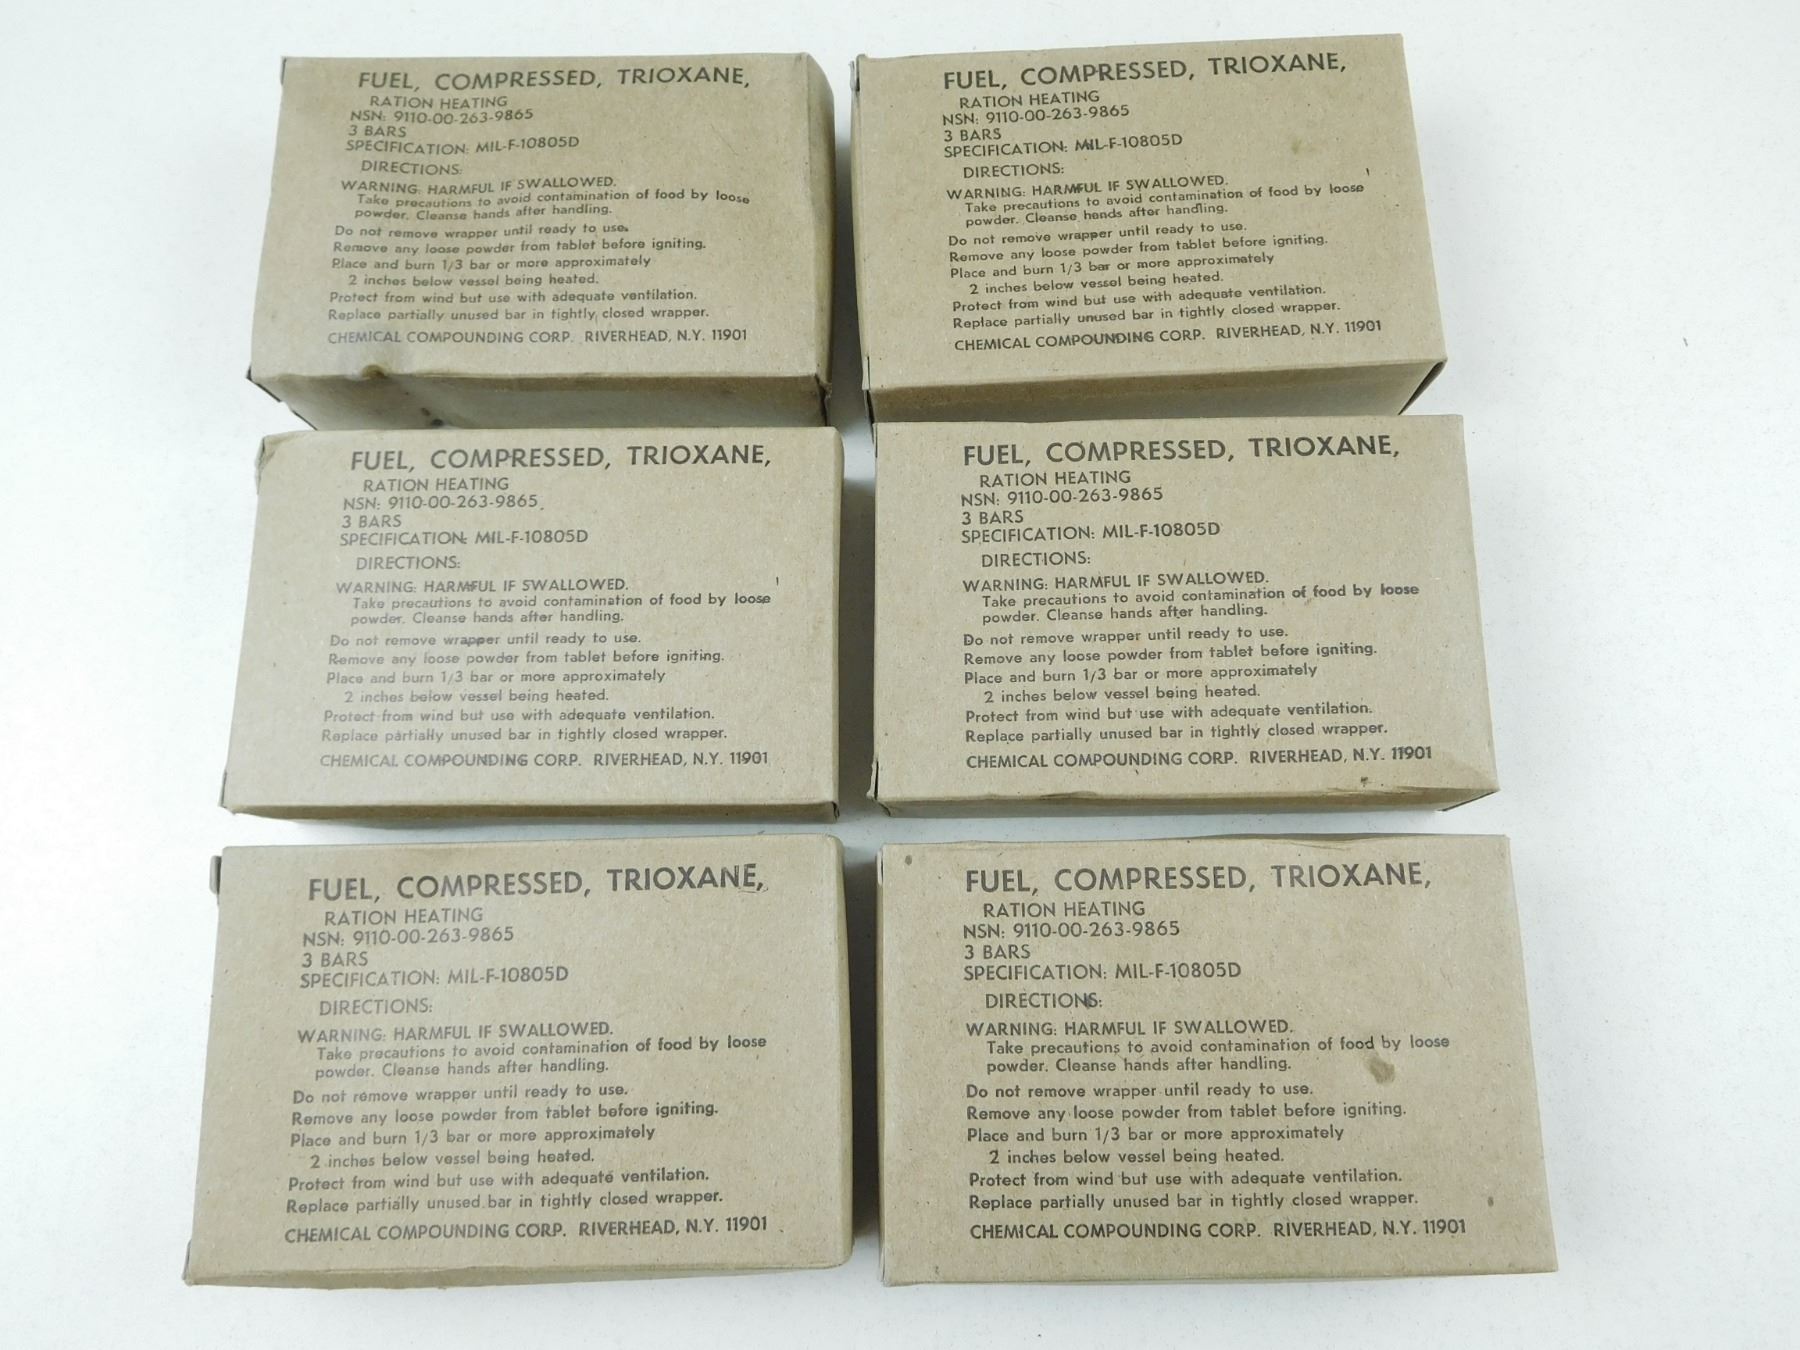 FUEL, COMPRESSED, TRIOXANE,
RATION HEATING
NSN: 9110-00-263-9865
3 BARS
SPECIFICATION: MIL-F-10805D
DIRECTIONS:
WARNING: HARMFUL IF SWALLOWED.
Take precautions to avoid contamination of food by loose
powder. Cleanse hands after handling.
Do not remove wrapper until ready to use.
Remove any loose powder from tablet before igniting.
Place and burn 1/3 bar or more approximately
2 inches below vessel being heated.
Protect from wind but use with adequate ventilation.
Replace partially unused bar in tightly closed wrapper.
CHEMICAL COMPOUNDING CORP. RIVERHEAD, N.Y. 11901
FUEL, COMPRESSED, TRIOXANE,
RATION HEATING
NSN: 9110-00-263-9865
3 BARS
SPECIFICATION: MIL-F-10805D
DIRECTIONS:
WARNING: HARMFUL IF SWALLOWED.
Take precautions to avoid contamination of food by loose
powder. Cleanse hands after handling.
Do not remove wrapper until ready to use.
Remove any loose powder from tablet before igniting.
Place and burn 1/3 bar or more approximately
2 inches below vessel being heated.
Protect from wind but use with adequate ventilation.
Replace partially unused bar in tightly closed wrapper.
CHEMICAL COMPOUNDING CORP. RIVERHEAD, N.Y. 11901
FUEL, COMPRESSED, TRIOXANE,
RATION HEATING
NSN: 9110-00-263-9865
3 BARS
SPECIFICATION: MIL-F-10805D
DIRECTIONS:
WARNING: HARMFUL IF SWALLOWED.
Take precautions to avoid contamination of food by loose
powder. Cleanse hands after handling.
Do not remove wrapper until ready to use.
Remove any loose powder from tablet before igniting.
Place and burn 1/3 bar or more approximately
2 inches below vessel being heated.
Protect from wind but use with adequate ventilation.
Replace partially unused bar in tightly closed wrapper.
CHEMICAL COMPOUNDING CORP. RIVERHEAD, N.Y. 11901
FUEL, COMPRESSED, TRIOXANE,
RATION HEATING
NSN: 9110-00-263-9865
3 BARS
SPECIFICATION: MIL-F-10805D
DIRECTIONS:
WARNING: HARMFUL IF SWALLOWED.
Take precautions to avoid contamination of food by loose
powder. Cleanse hands after handling.
Do not remove wrapper until ready to use.
Remove any loose powder from tablet before igniting.
Place and burn 1/3 bar or more approximately
2 inches below vessel being heated.
Protect from wind but use with adequate ventilation.
Replace partially unused bar in tightly closed wrapper.
CHEMICAL COMPOUNDING CORP. RIVERHEAD, N.Y. 11901
FUEL, COMPRESSED, TRIOXANE,
RATION HEATING
NSN: 9110-00-263-9865
3 BARS
SPECIFICATION: MIL-F-10805D
DIRECTIONS:
WARNING: HARMFUL IF SWALLOWED.
Take precautions to avoid contamination of food by loose
powder. Cleanse hands after handling.
Do not remove wrapper until ready to use.
Remove any loose powder from tablet before igniting.
Place and burn 1/3 bar or more approximately
2 inches below vessel being heated.
Protect from wind but use with adequate ventilation.
Replace partially unused bar in tightly closed wrapper.
CHEMICAL COMPOUNDING CORP. RIVERHEAD, N.Y. 11901
FUEL, COMPRESSED, TRIOXANE,
RATION HEATING
NSN: 9110-00-263-9865
3 BARS
SPECIFICATION: MIL-F-10805D
DIRECTIONS:
WARNING: HARMFUL IF SWALLOWED.
Take precautions to avoid contamination of food by loose
powder. Cleanse hands after handling.
Do not remove wrapper until ready to use.
Remove any loose powder from tablet before igniting.
Place and burn 1/3 bar or more approximately
2 inches below vessel being heated.
Protect from wind but use with adequate ventilation.
Replace partially unused bar in tightly closed wrapper.
CHEMICAL COMPOUNDING CORP. RIVERHEAD, N.Y. 11901